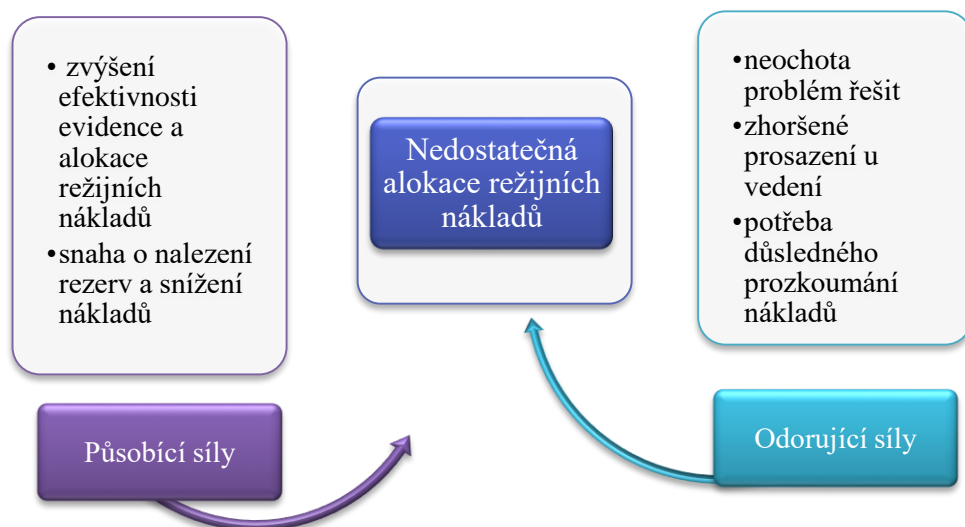 • zvýšení
efektivnosti
evidence a
alokace
režijních
nákladů
•snaha o nalezení
rezerv a snížení
nákladů
Působící síly
Nedostatečná
alokace režijních
nákladů
•neochota
problém řešit
•zhoršené
prosazení u
vedení
•potřeba
důsledného
prozkoumání
nákladů
Odorující síly